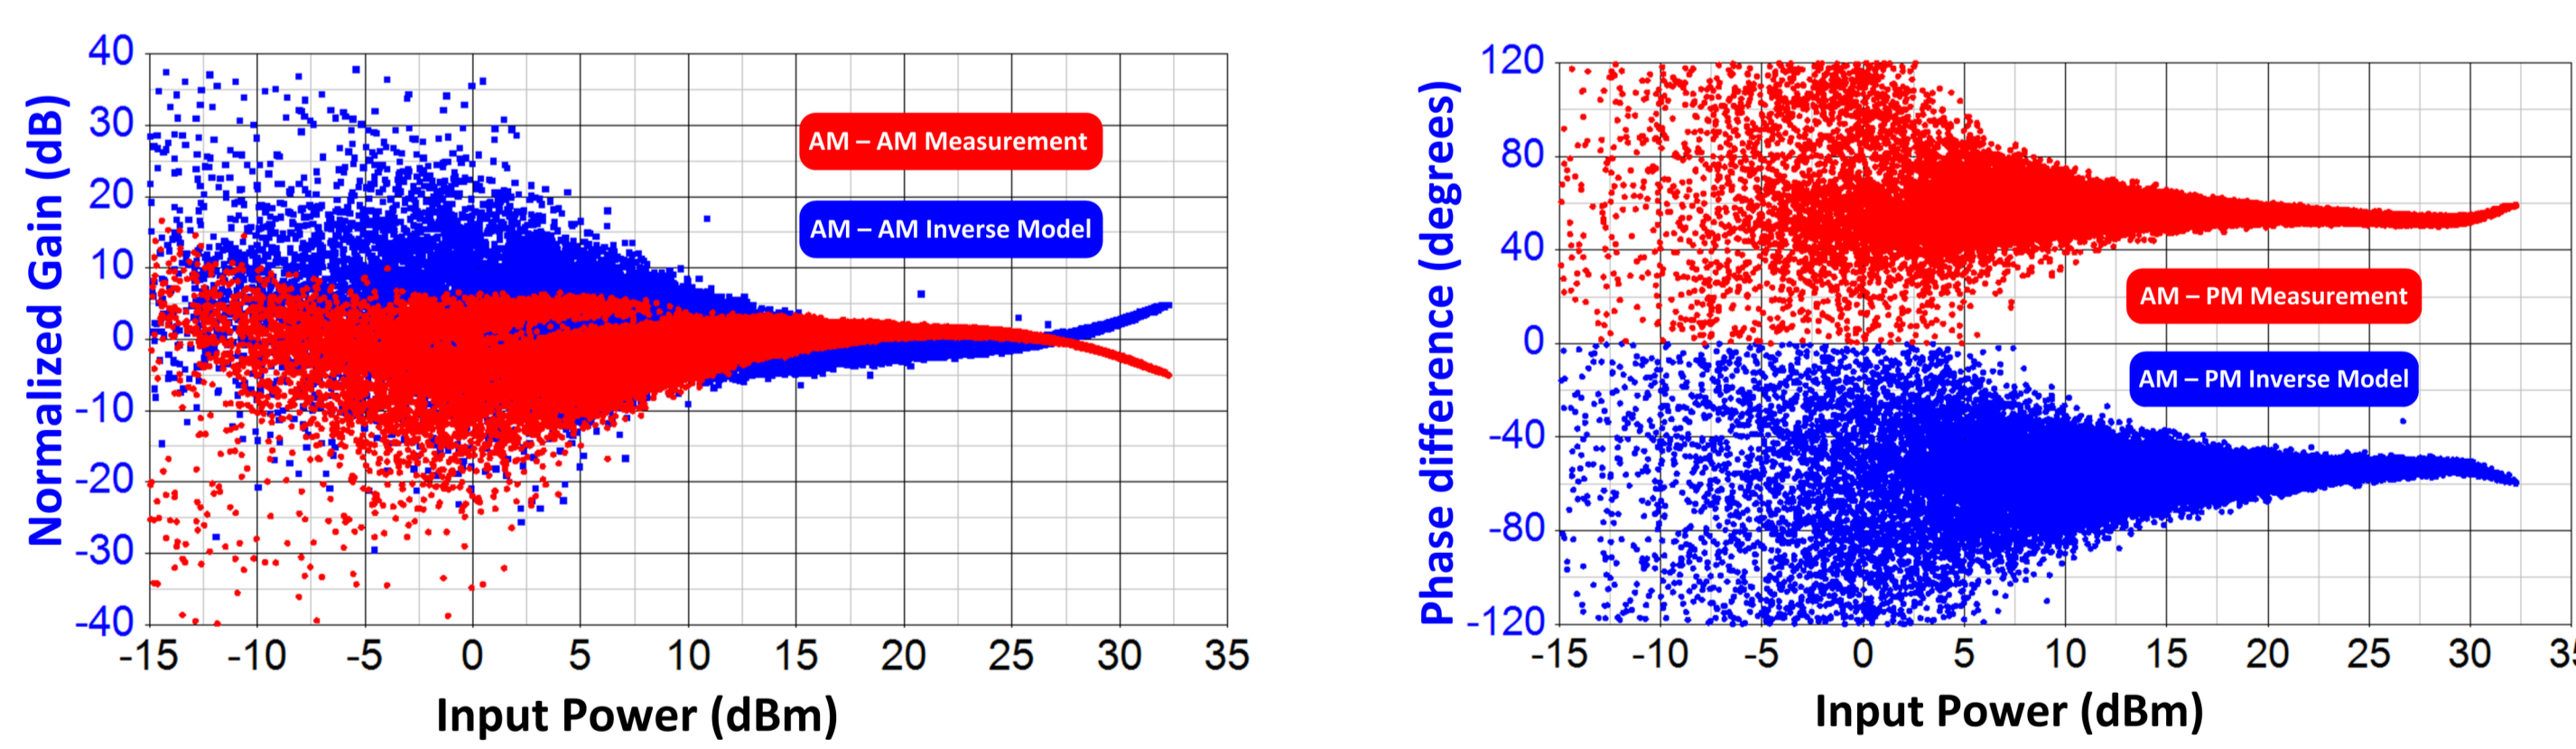 Normalized Gain (dB)
40
30
20
10
0
-10
-20
-30
-40
-15 -10 -5 0 5 10 15 20 25 30 35
Input Power (dBm)
AM – AM Measurement
AM – AM Inverse Model
Phase difference (degrees)
120
80
40
0
-40
-80
-120
-15 -10 -5 0 5 10 15 20 25 30
Input Power (dBm)
AM – PM Measurement
AM – PM Inverse Model